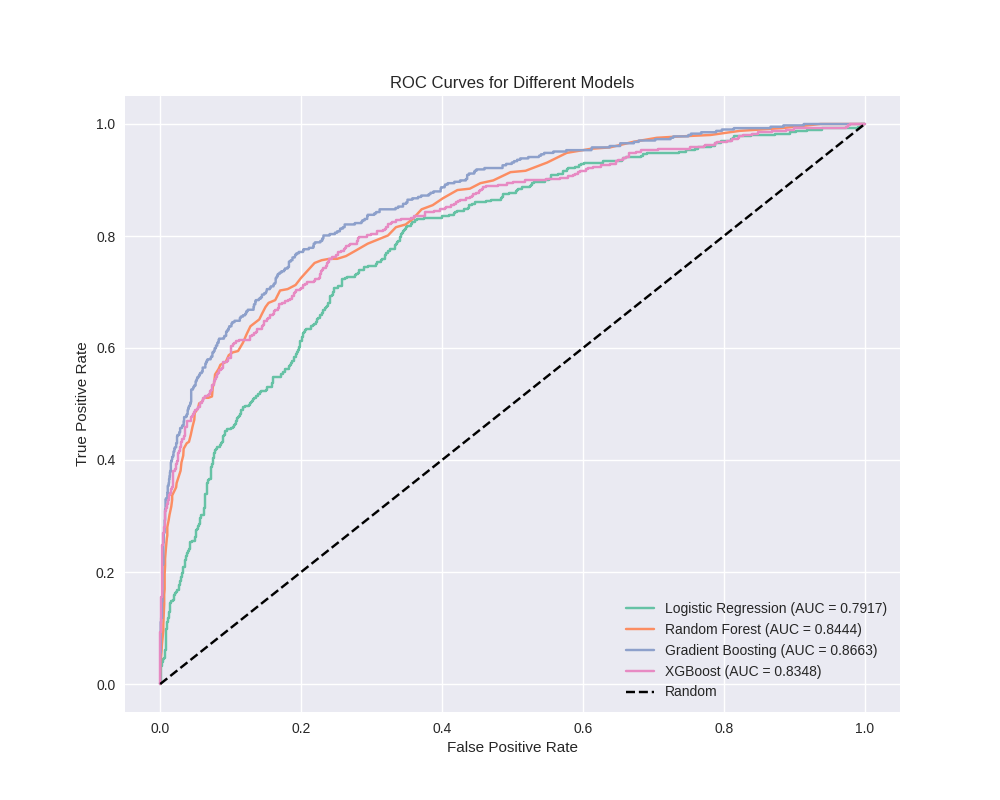 ROC Curves for Different Models
1.0
0.8
0.6
0.4
0.2
0.0
True Positive Rate
Logistic Regression (AUC = 0.7917)
Random Forest (AUC = 0.8444)
Gradient Boosting (AUC = 0.8663)
XGBoost (AUC = 0.8348)
Random
0.0 0.2 0.4 0.6 0.8 1.0
False Positive Rate